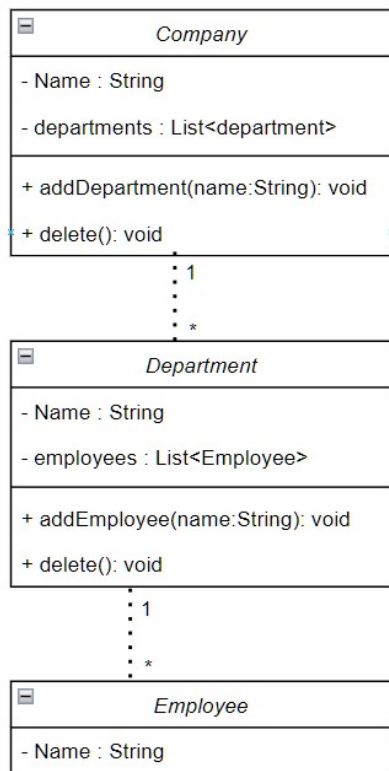 Company
- Name : String
- departments : List<department>
+ addDepartment(name:String): void
+ delete(): void
1
*
Department
- Name : String
- employees : List<Employee>
+ addEmployee(name:String): void
+ delete(): void
1
*
Employee
- Name : String